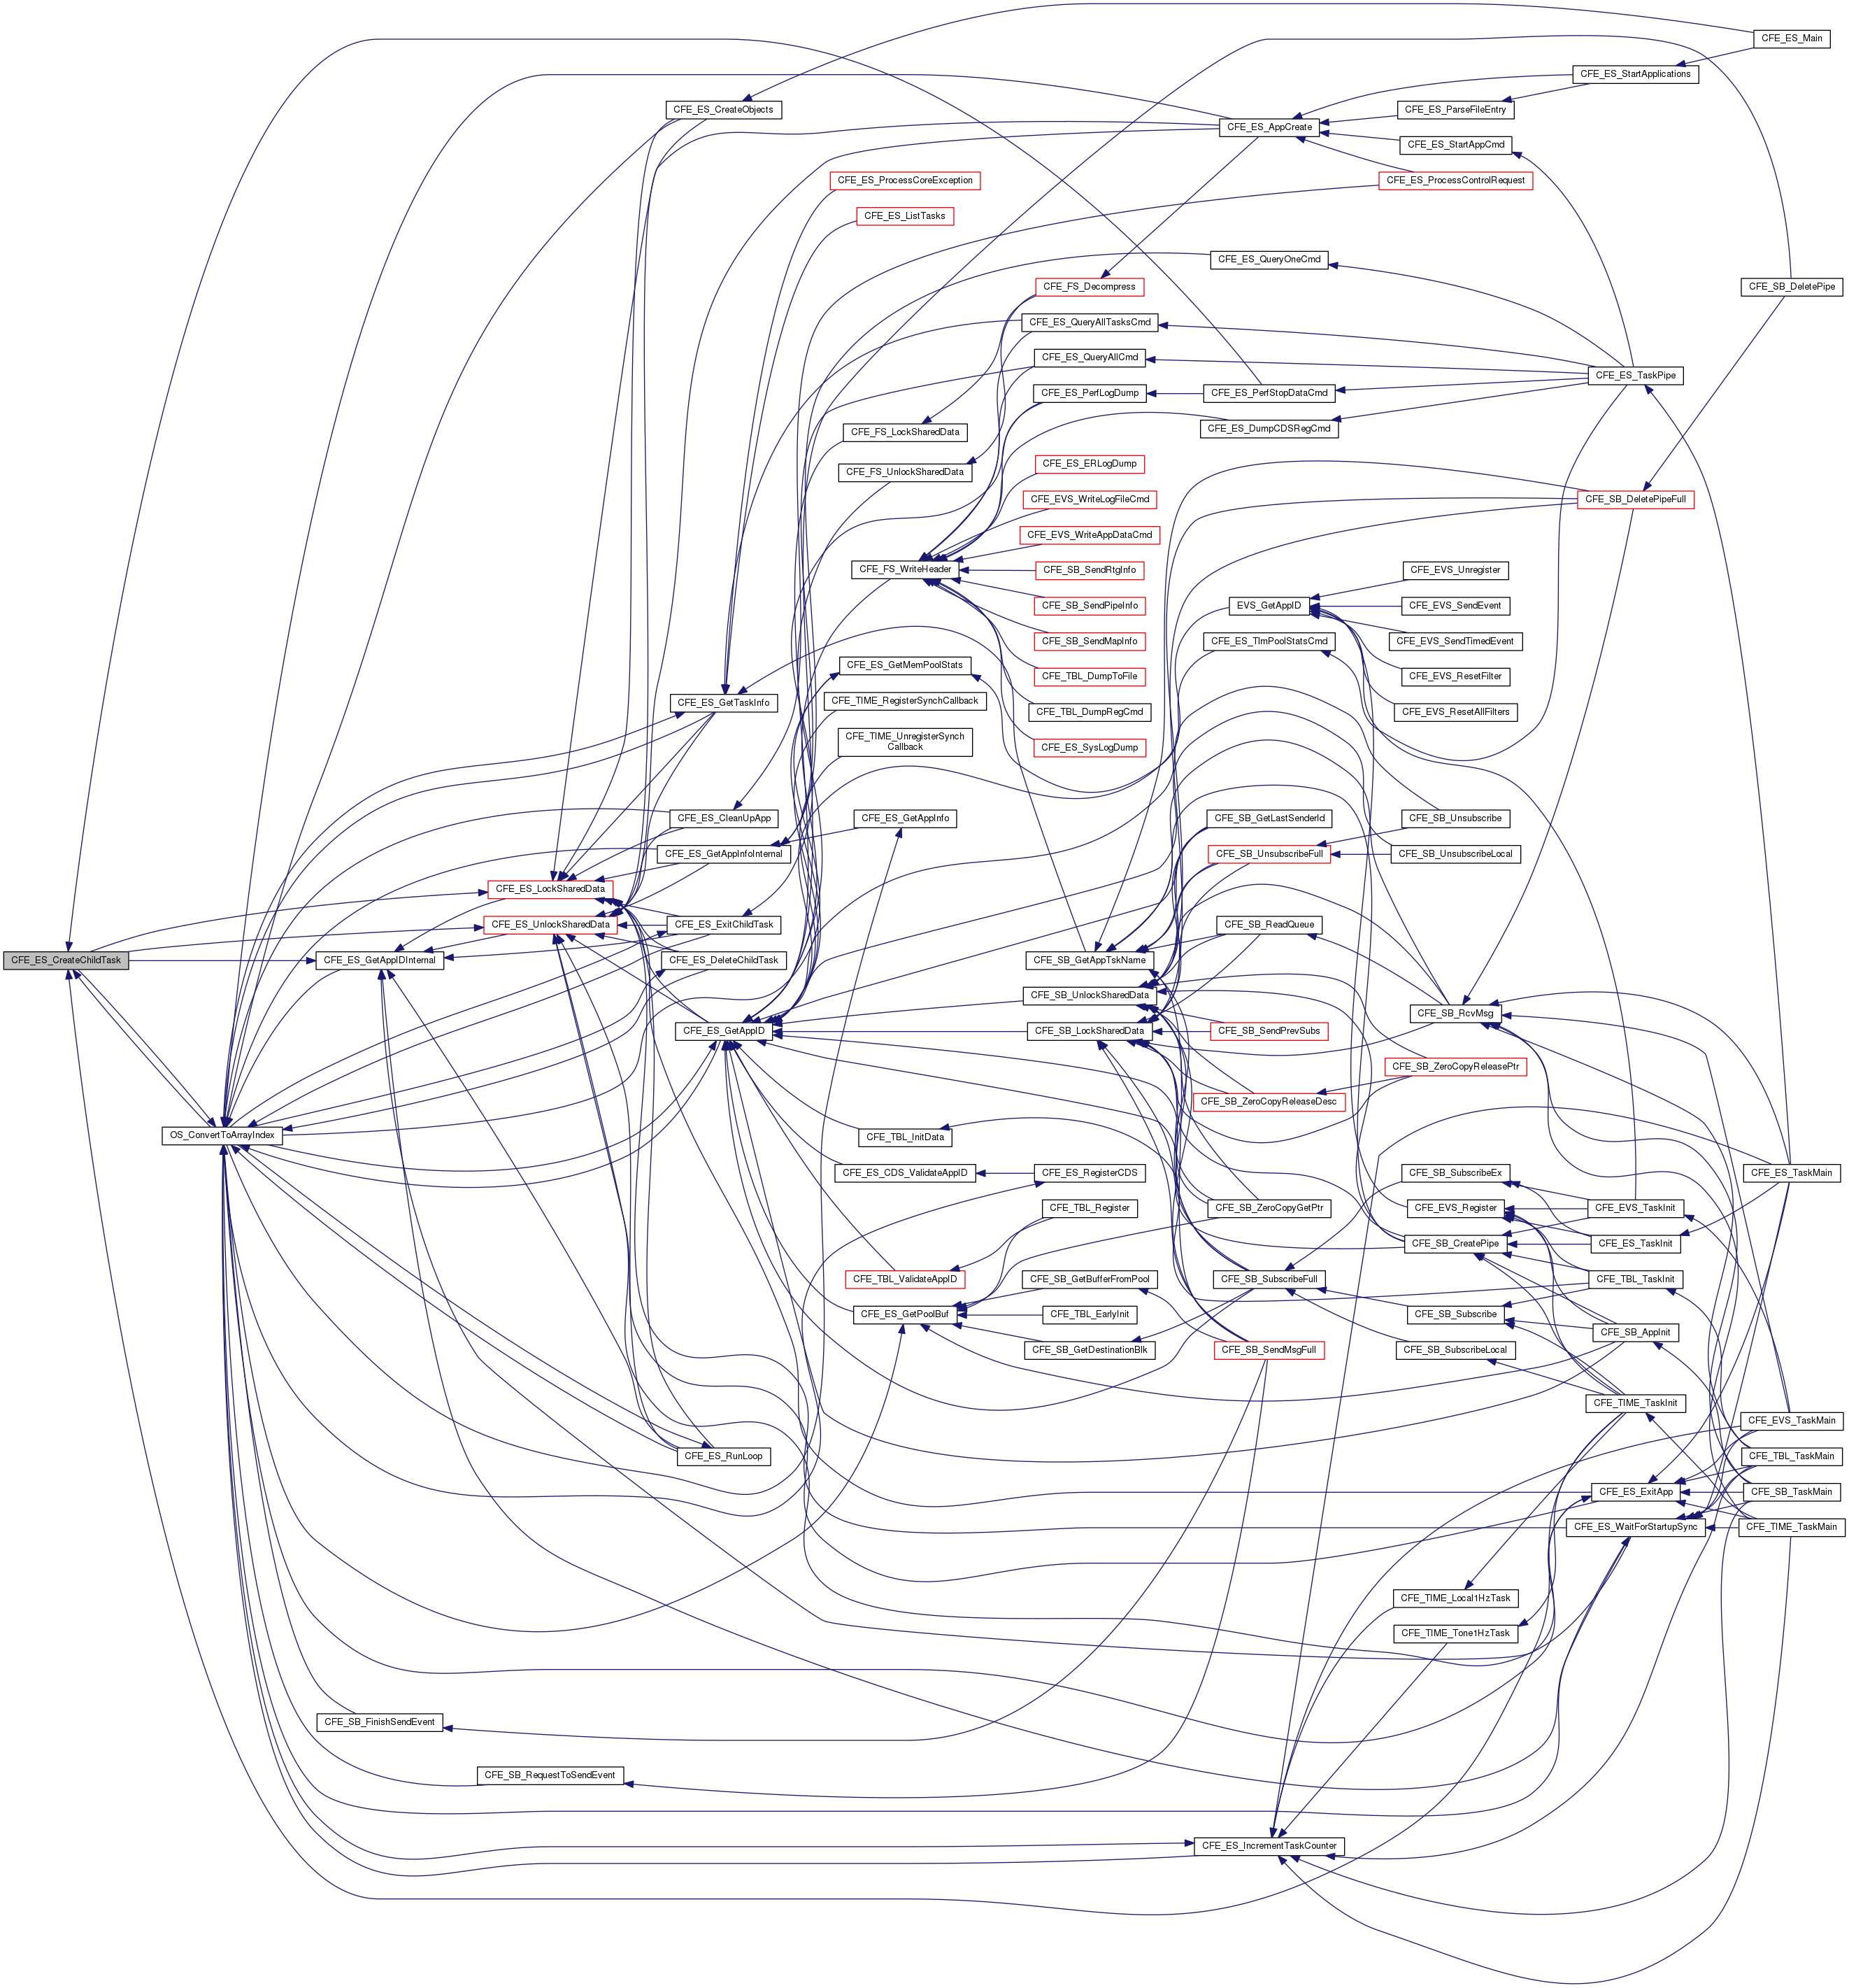 CFE_ES_Main
CFE_ES_StartApplications
CFE_ES_CreateObjects
CFE_ES_ParseFileEntry
CFE_ES_AppCreate
CFE_ES_StartAppCmd
CFE_ES_ProcessCoreException
CFE_ES_ProcessControlRequest
CFE_ES_ListTasks
CFE_ES_QueryOneCmd
CFE_FS_Decompress
CFE_SB_DeletePipe
CFE_ES_QueryAllTasksCmd
CFE_ES_QueryAllCmd
CFE_ES_TaskPipe
CFE_ES_PerfLogDump
CFE_ES_PerfStopDataCmd
CFE_FS_LockSharedData
CFE_ES_DumpCDSRegCmd
CFE_ES_ERLogDump
CFE_FS_UnlockSharedData
CFE_EVS_WriteLogFileCmd
CFE_SB_DeletePipeFull
CFE_EVS_WriteAppDataCmd
CFE_FS_WriteHeader
CFE_SB_SendRtgInfo
CFE_EVS_Unregister
CFE_SB_SendPipeInfo
EVS_GetAppID
CFE_EVS_SendEvent
CFE_SB_SendMapInfo
CFE_ES_TlmPoolStatsCmd
CFE_EVS_SendTimedEvent
CFE_ES_GetMemPoolStats
CFE_TBL_DumpToFile
CFE_EVS_ResetFilter
CFE_ES_GetTaskInfo
CFE_TIME_RegisterSynchCallback
CFE_TBL_DumpRegCmd
CFE_EVS_ResetAllFilters
CFE_TIME_UnregisterSynch
Callback
CFE_ES_SysLogDump
CFE_ES_CleanUpApp
CFE_ES_GetAppInfo
CFE_SB_GetLastSenderId
CFE_SB_Unsubscribe
CFE_ES_GetAppInfoInternal
CFE_SB_UnsubscribeFull
CFE_SB_UnsubscribeLocal
CFE_ES_LockSharedData
CFE_ES_UnlockSharedData
CFE_ES_ExitChildTask
CFE_SB_ReadQueue
CFE_ES_CreateChildTask
CFE_ES_GetAppIDInternal
CFE_ES_DeleteChildTask
CFE_SB_GetAppTskName
CFE_SB_UnlockSharedData
CFE_SB_RcvMsg
CFE_ES_GetAppID
CFE_SB_LockSharedData
CFE_SB_SendPrevSubs
CFE_SB_ZeroCopyReleasePtr
CFE_SB_ZeroCopyReleaseDesc
OS_ConvertToArrayIndex
CFE_TBL_InitData
CFE_ES_CDS_ValidateAppID
CFE_ES_RegisterCDS
CFE_SB_SubscribeEx
CFE_ES_TaskMain
CFE_TBL_Register
CFE_SB_ZeroCopyGetPtr
CFE_EVS_Register
CFE_EVS_TaskInit
CFE_SB_CreatePipe
CFE_ES_TaskInit
CFE_TBL_ValidateAppID
CFE_SB_GetBufferFromPool
CFE_SB_SubscribeFull
CFE_TBL_TaskInit
CFE_ES_GetPoolBuf
CFE_TBL_EarlyInit
CFE_SB_Subscribe
CFE_SB_AppInit
CFE_SB_GetDestinationBlk
CFE_SB_SendMsgFull
CFE_SB_SubscribeLocal
CFE_TIME_TaskInit
CFE_EVS_TaskMain
CFE_ES_RunLoop
CFE_TBL_TaskMain
CFE_ES_ExitApp
CFE_SB_TaskMain
CFE_ES_WaitForStartupSync
CFE_TIME_TaskMain
CFE_TIME_Local1HzTask
CFE_TIME_Tone1HzTask
CFE_SB_FinishSendEvent
CFE_SB_RequestToSendEvent
CFE_ES_IncrementTaskCounter